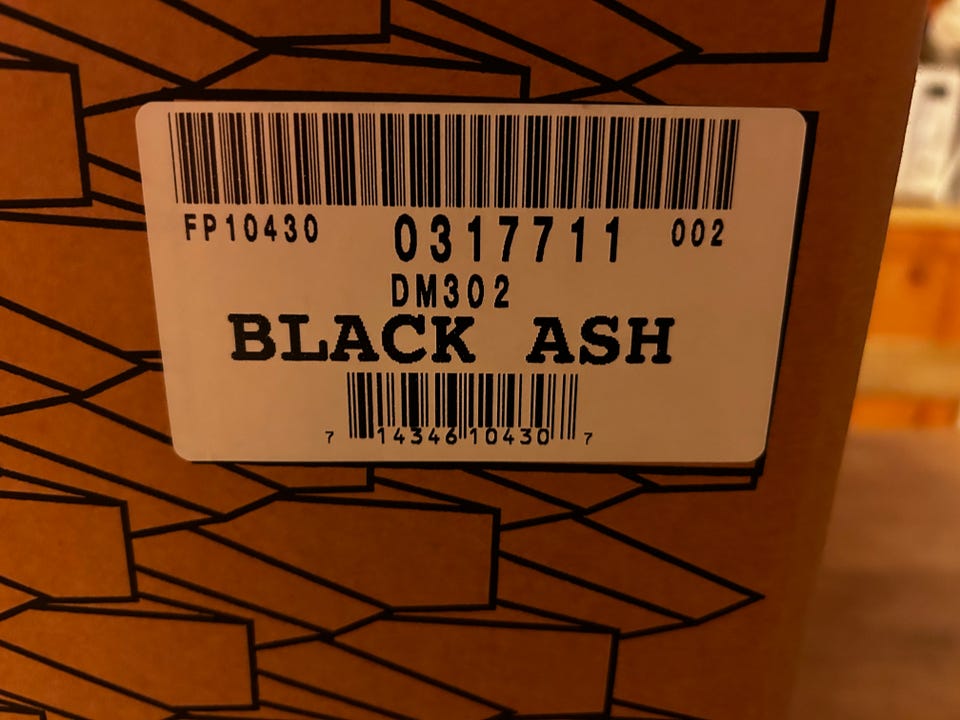 FP10430 0317711 002
DM302
BLACK ASH
7 14346 10430 7